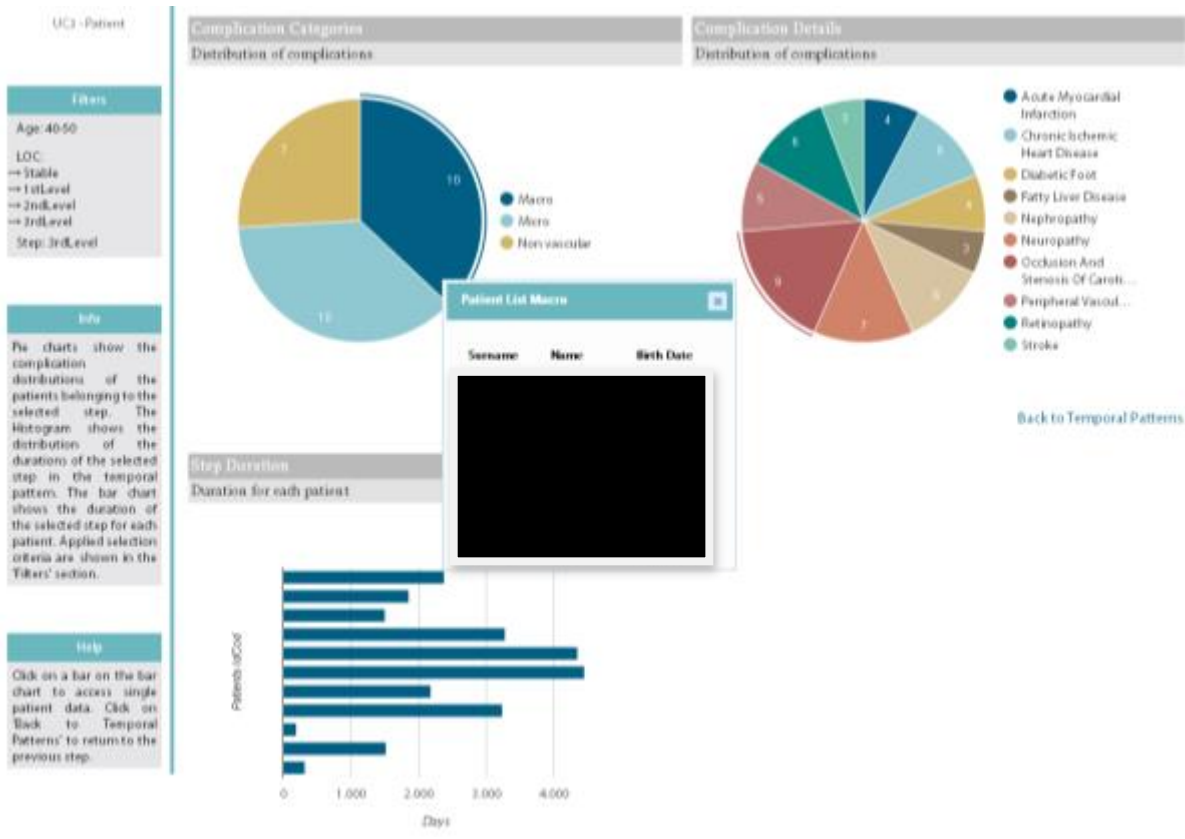 UC3 - Patient
Filters
Age: 40-50
LOC:
→ Stable
→ 1stLevel
→ 2ndLevel
→ 3rdLevel
Step: 3rdLevel
Info
Pie charts show the
complication
distributions of the
patients belonging to the
selected step. The
Histogram shows the
distribution of the
durations of the selected
step in the temporal
pattern. The bar chart
shows the duration of
the selected step for each
patient. Applied selection
criteria are shown in the
'Filters' section.
Help
Click on a bar on the bar
chart to access single
patient data. Click on
'Back to Temporal
Patterns' to return to the
previous step.
Complication Categories
Distribution of complications
7
10
10
Macro
Micro
Non vascular
Complication Details
Distribution of complications
4
4
3
7
9
5
6
3
Acute Myocardial
Infarction
Chronic Ischemic
Heart Disease
Diabetic Foot
Fatty Liver Disease
Nephropathy
Neuropathy
Occlusion And
Stenosis Of Caroti...
Peripheral Vascul...
Retinopathy
Stroke
Back to Temporal Patterns
Patient List Macro
Surname Name Birth Date
Step Duration
Duration for each patient
Patients IdCod
0 1.000 2.000 3.000 4.000
Days